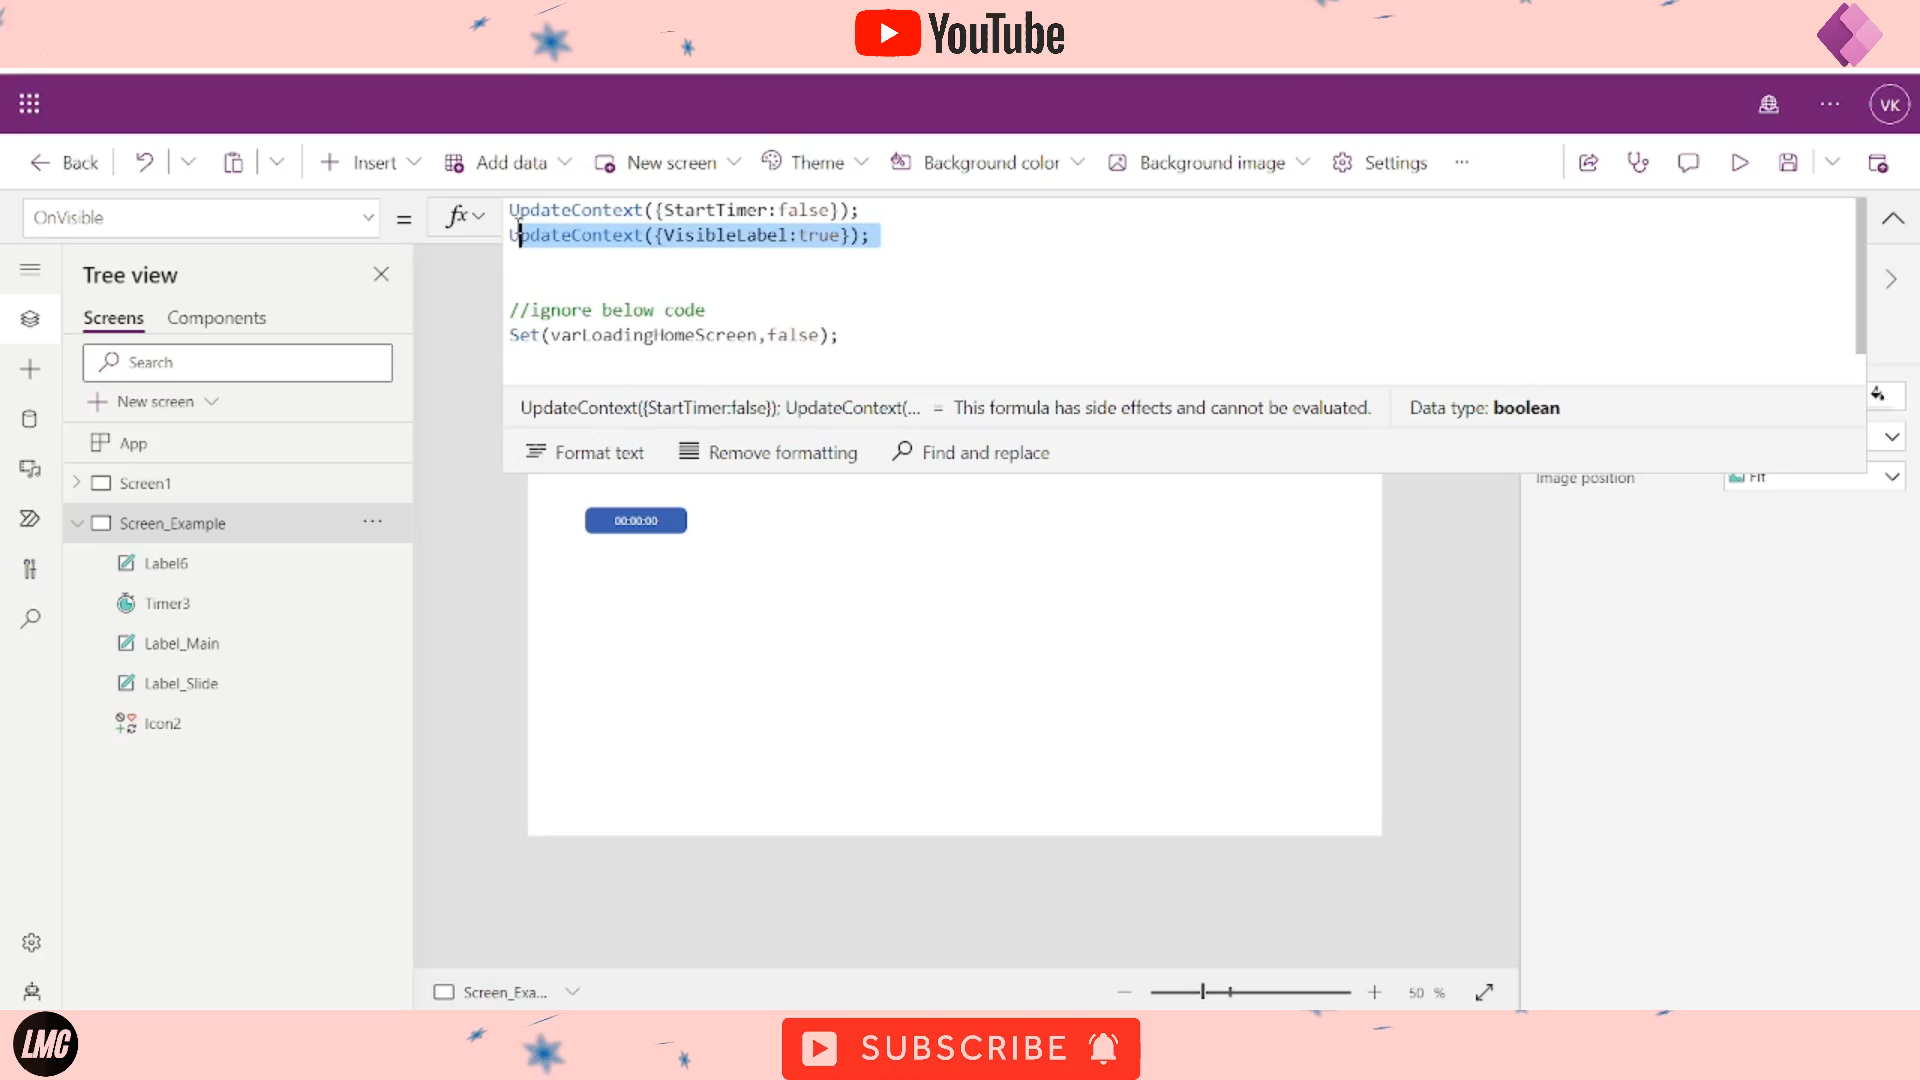 YouTube
VK
Back
Insert
Add data
New screen
Theme
Background color
Background image
Settings
OnVisible
=
fx
UpdateContext({StartTimer:false});
UpdateContext({VisibleLabel:true});
//ignore below code
Set(varLoadingHomeScreen,false);
UpdateContext({StartTimer:false}); UpdateContext(... = This formula has side effects and cannot be evaluated.
Data type: boolean
Format text
Remove formatting
Find and replace
Tree view
Screens
Components
Search
New screen
App
Screen1
Screen_Example
Label6
Timer3
Label_Main
Label_Slide
Icon2
00:00:00
Image position
Fit
Screen_Exa...
50 %
LMC
SUBSCRIBE